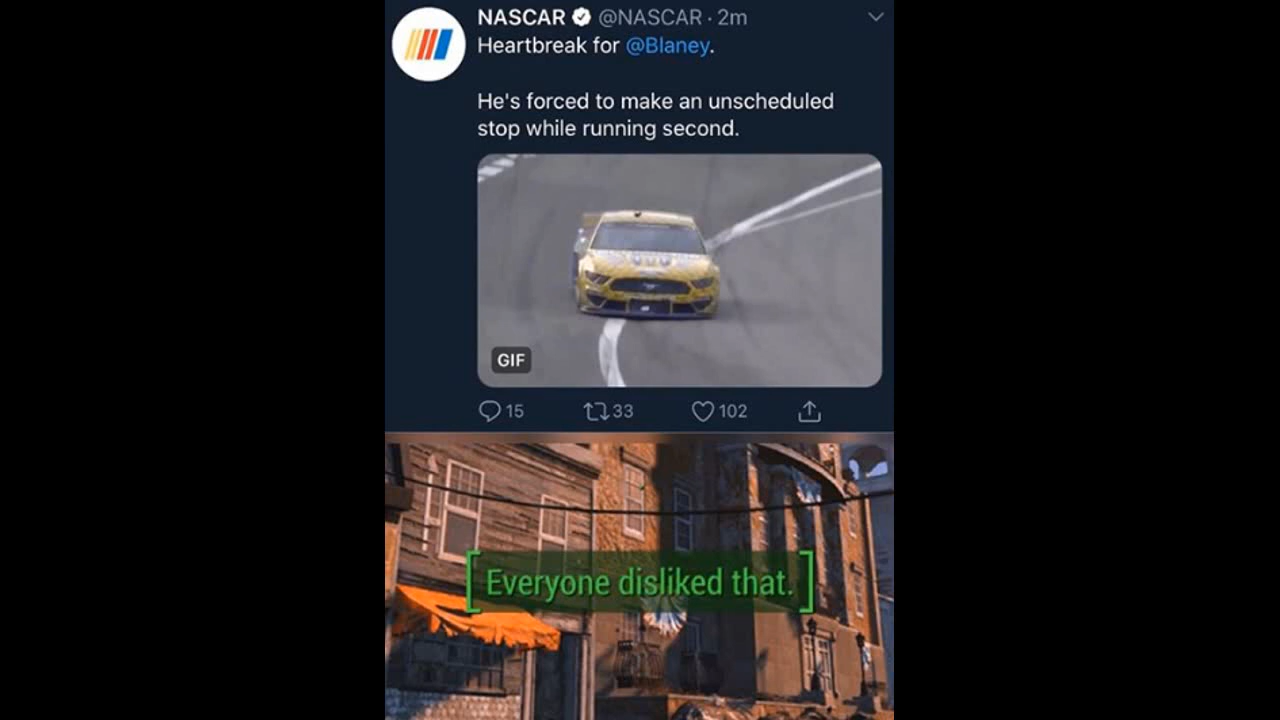 NASCAR @NASCAR · 2m
Heartbreak for @Blaney.
He's forced to make an unscheduled
stop while running second.
GIF
15 33 102
[Everyone disliked that.]